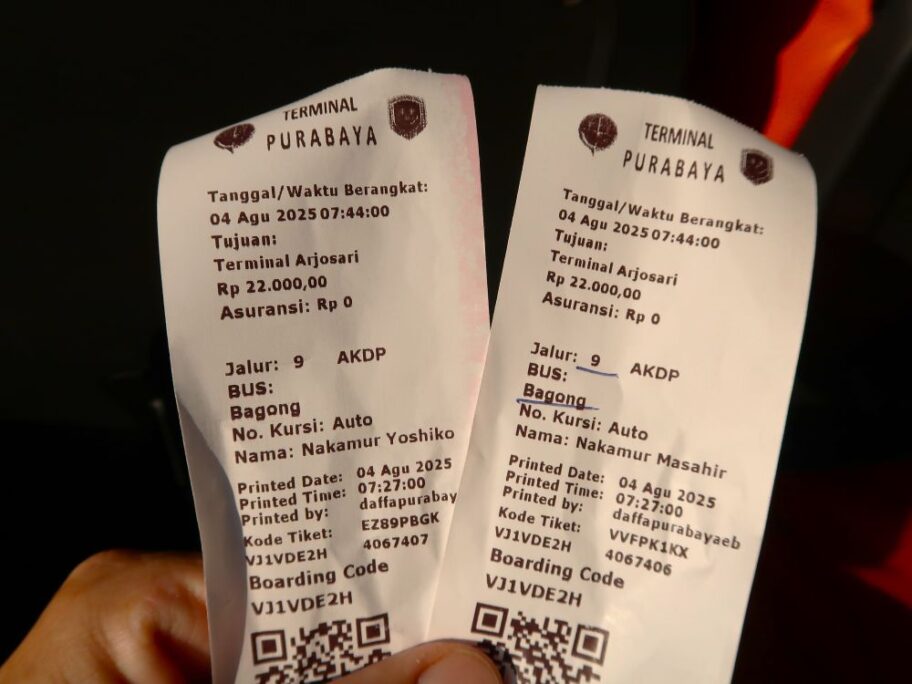 TERMINAL
PURABAYA
Tanggal/Waktu Berangkat:
04 Agu 2025 07:44:00
Tujuan:
Terminal Arjosari
Rp 22.000,00
Asuransi: Rp 0
Jalur: 9 AKDP
BUS:
Bagong
No. Kursi: Auto
Nama: Nakamur Yoshiko
Printed Date: 04 Agu 2025
Printed Time: 07:27:00
Printed by: daffapurabay
Kode Tiket: EZ89PBGK
VJ1VDE2H 4067407
Boarding Code
VJ1VDE2H
TERMINAL
PURABAYA
Tanggal/Waktu Berangkat:
04 Agu 2025 07:44:00
Tujuan:
Terminal Arjosari
Rp 22.000,00
Asuransi: Rp 0
Jalur: 9 AKDP
BUS:
Bagong
No. Kursi: Auto
Nama: Nakamur Masahir
Printed Date: 04 Agu 2025
Printed Time: 07:27:00
Printed by: daffapurabayaeb
Kode Tiket: VVFPK1KX
VJ1VDE2H 4067406
Boarding Code
VJ1VDE2H